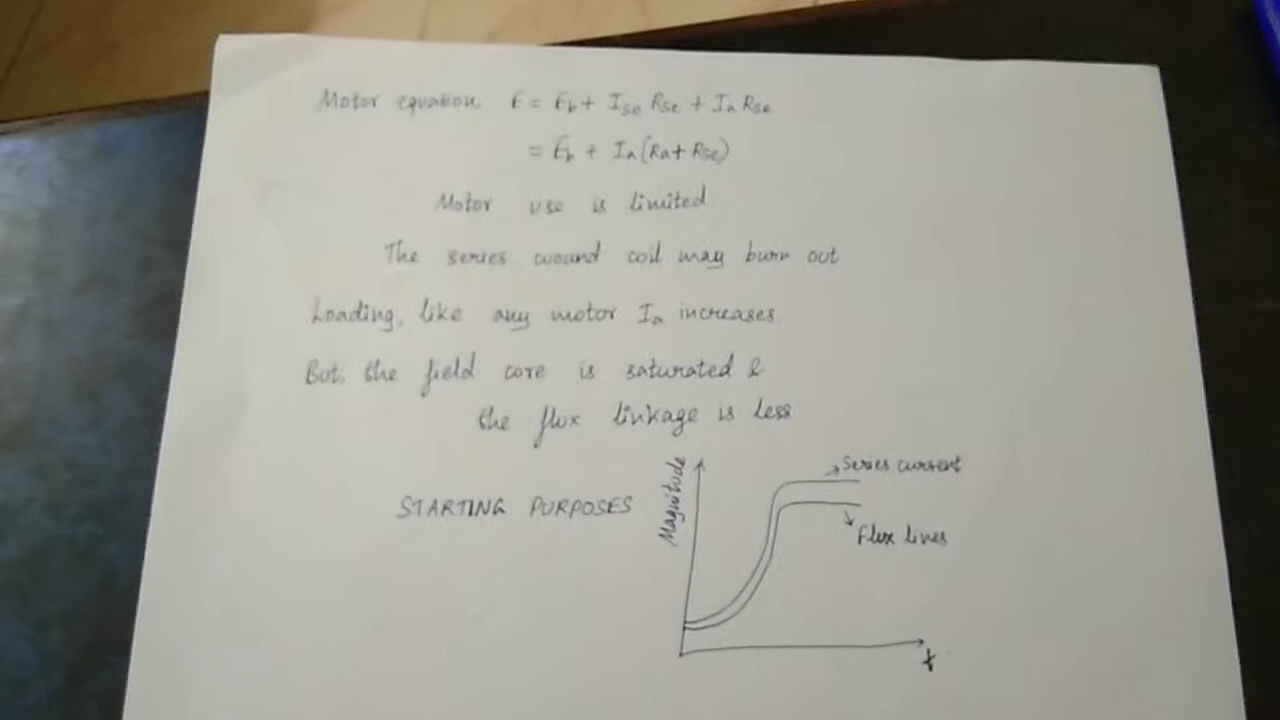 Motor equation, E = Eb + Ise Rse + Ia Rse
= Eb + Ia (Ra + Rse)
Motor use is limited
The series wound coil may burn out
Loading, like any motor Ia increases
But, the field core is saturated &
the flux linkage is less
STARTING PURPOSES
Magnitude
Series current
Flux lines
t